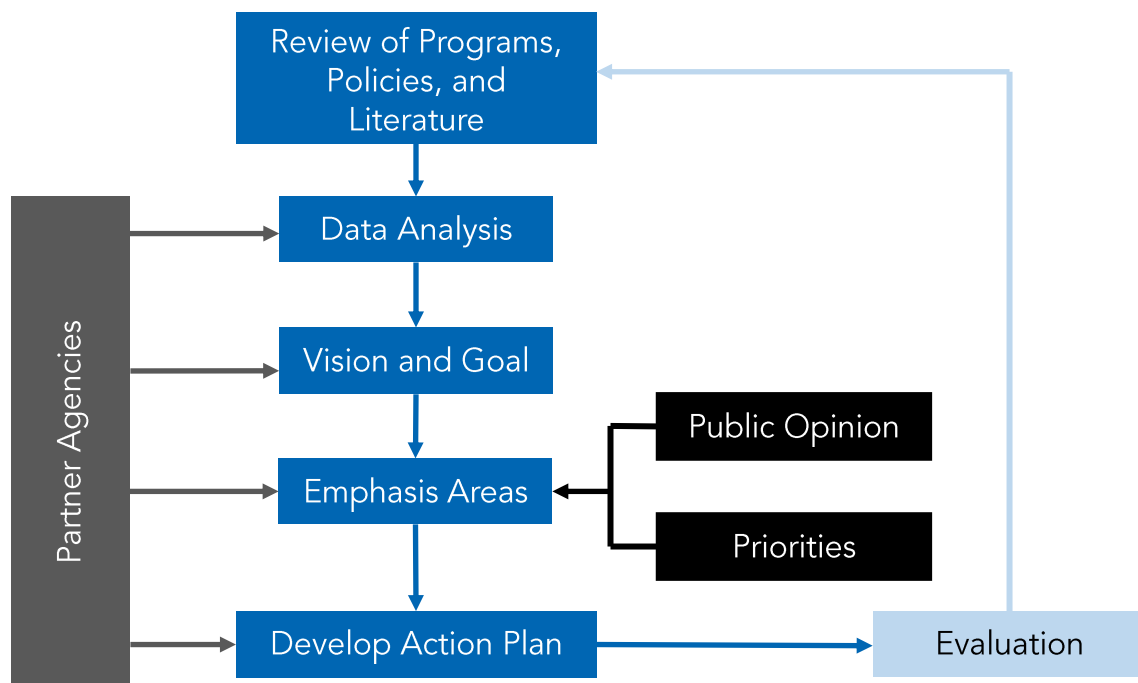 Review of Programs,
Policies, and
Literature
Data Analysis
Partner Agencies
Vision and Goal
Public Opinion
Emphasis Areas
Priorities
Develop Action Plan
Evaluation